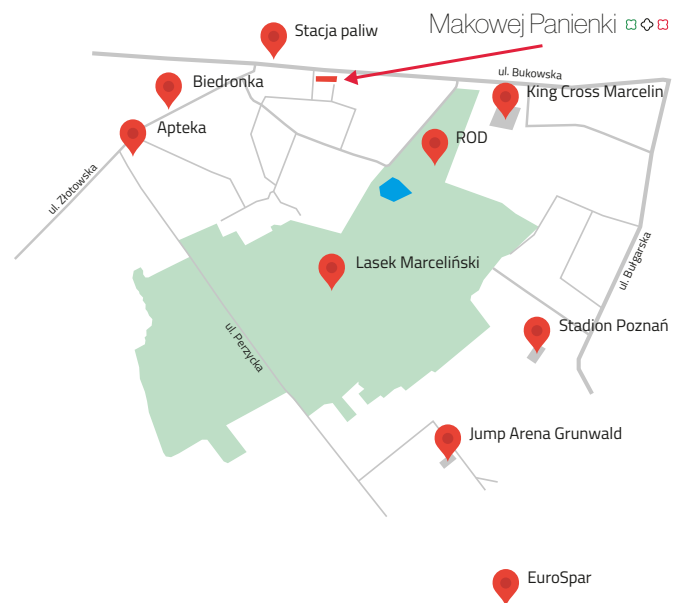 Makowej Panienki
Stacja paliw
ul. Bukowska
Biedronka
King Cross Marcelin
Apteka
ROD
ul. Złotowska
Lasek Marceliński
ul. Bułgarska
Stadion Poznań
ul. Perzycka
Jump Arena Grunwald
EuroSpar